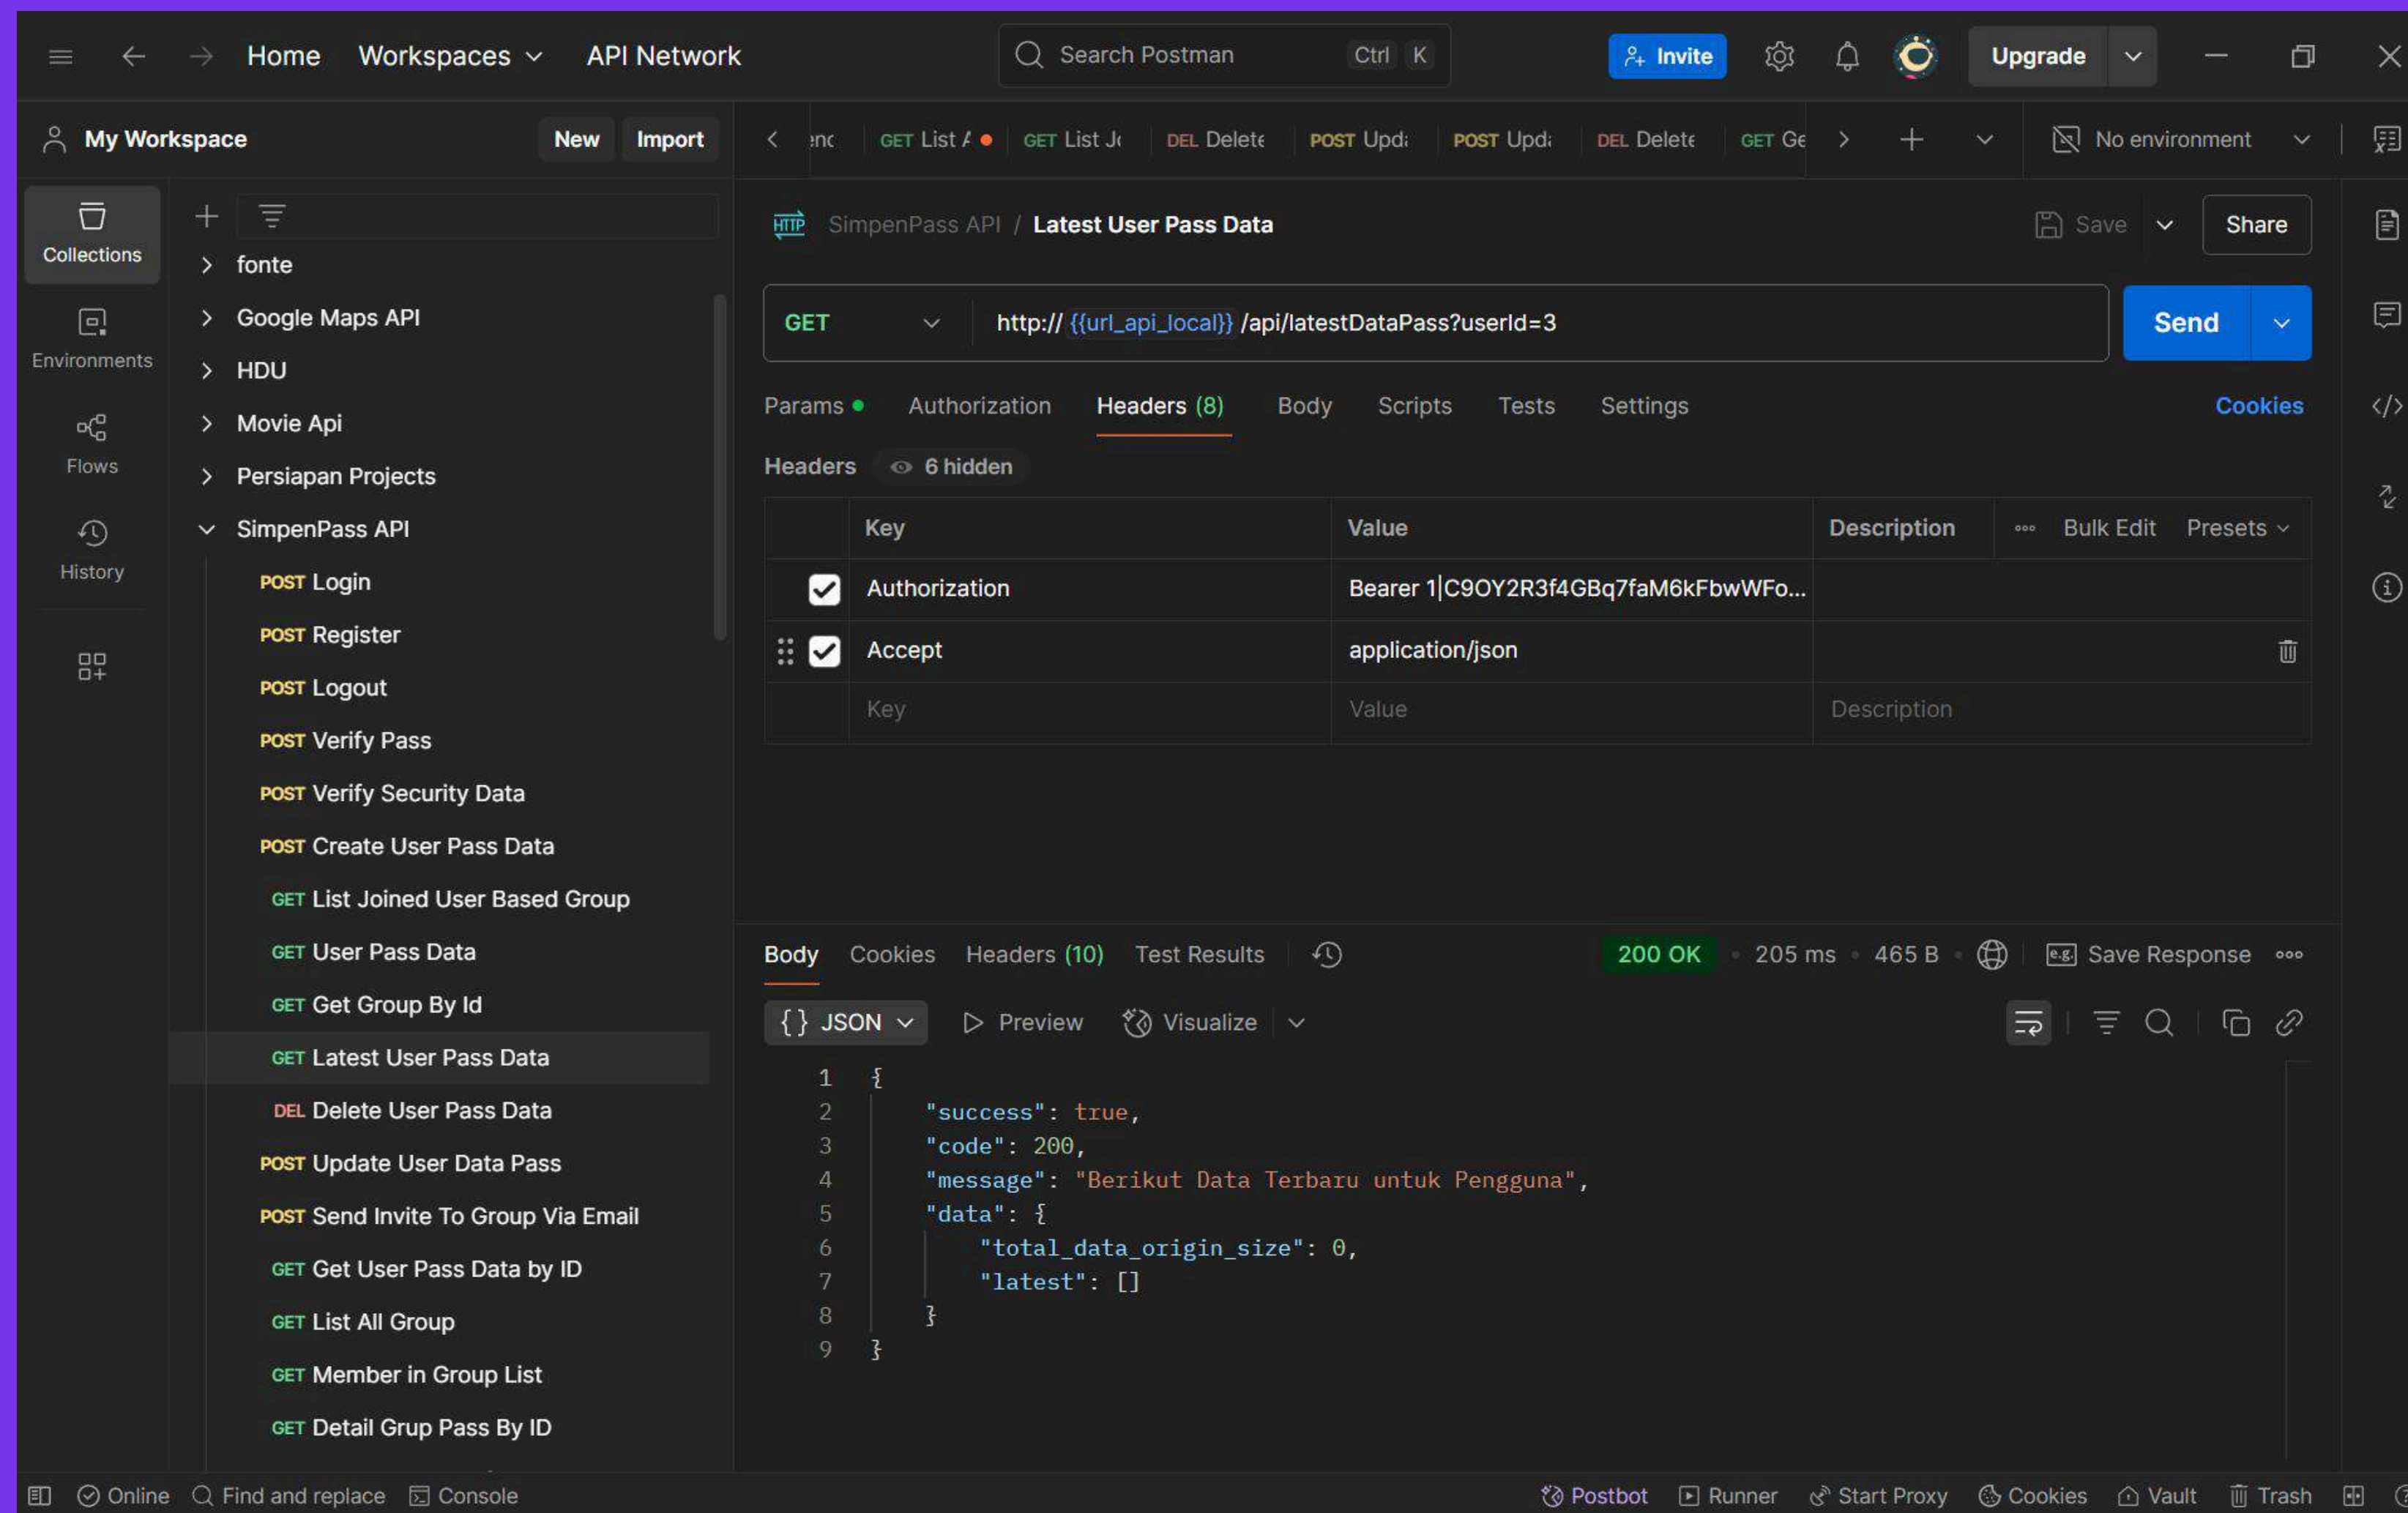 Home Workspaces API Network Search Postman Ctrl K Invite Upgrade
My Workspace New Import
GET List DEL Delete POST POST DEL Delete GET No environment
Collections
Environments
Flows
History
fonte
Google Maps API
HDU
Movie Api
Persiapan Projects
SimpenPass API
POST Login
POST Register
POST Logout
POST Verify Pass
POST Verify Security Data
POST Create User Pass Data
GET List Joined User Based Group
GET User Pass Data
GET Get Group By Id
GET Latest User Pass Data
DEL Delete User Pass Data
POST Update User Data Pass
POST Send Invite To Group Via Email
GET Get User Pass Data by ID
GET List All Group
GET Member in Group List
GET Detail Grup Pass By ID
HTTP SimpenPass API / Latest User Pass Data Save Share
GET http:// {{url_api_local}} /api/latestDataPass?userId=3 Send
Params Authorization Headers (8) Body Scripts Tests Settings Cookies
Headers 6 hidden
Key Value Description Bulk Edit Presets
Authorization Bearer 1|C9OY2R3f4GBq7faM6kFbwWFo...
Accept application/json
Key Value Description
Body Cookies Headers (10) Test Results 200 OK 205 ms 465 B e.g. Save Response
{} JSON Preview Visualize
1 {
2 "success": true,
3 "code": 200,
4 "message": "Berikut Data Terbaru untuk Pengguna",
5 "data": {
6 "total_data_origin_size": 0,
7 "latest": []
8 }
9 }
Online Find and replace Console Postbot Runner Start Proxy Cookies Vault Trash